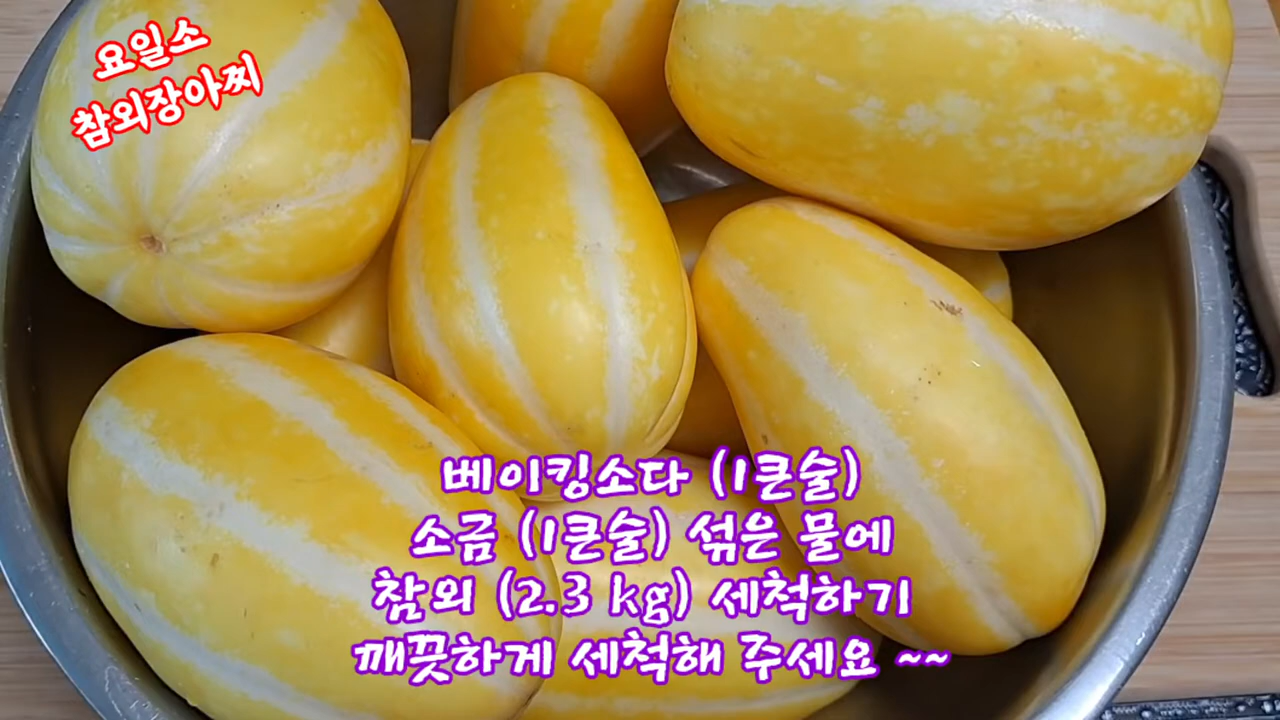 요일소
참외장아찌
베이킹소다 (1큰술)
소금 (1큰술) 섞은 물에
참외 (2.3 kg) 세척하기
깨끗하게 세척해 주세요 ~~